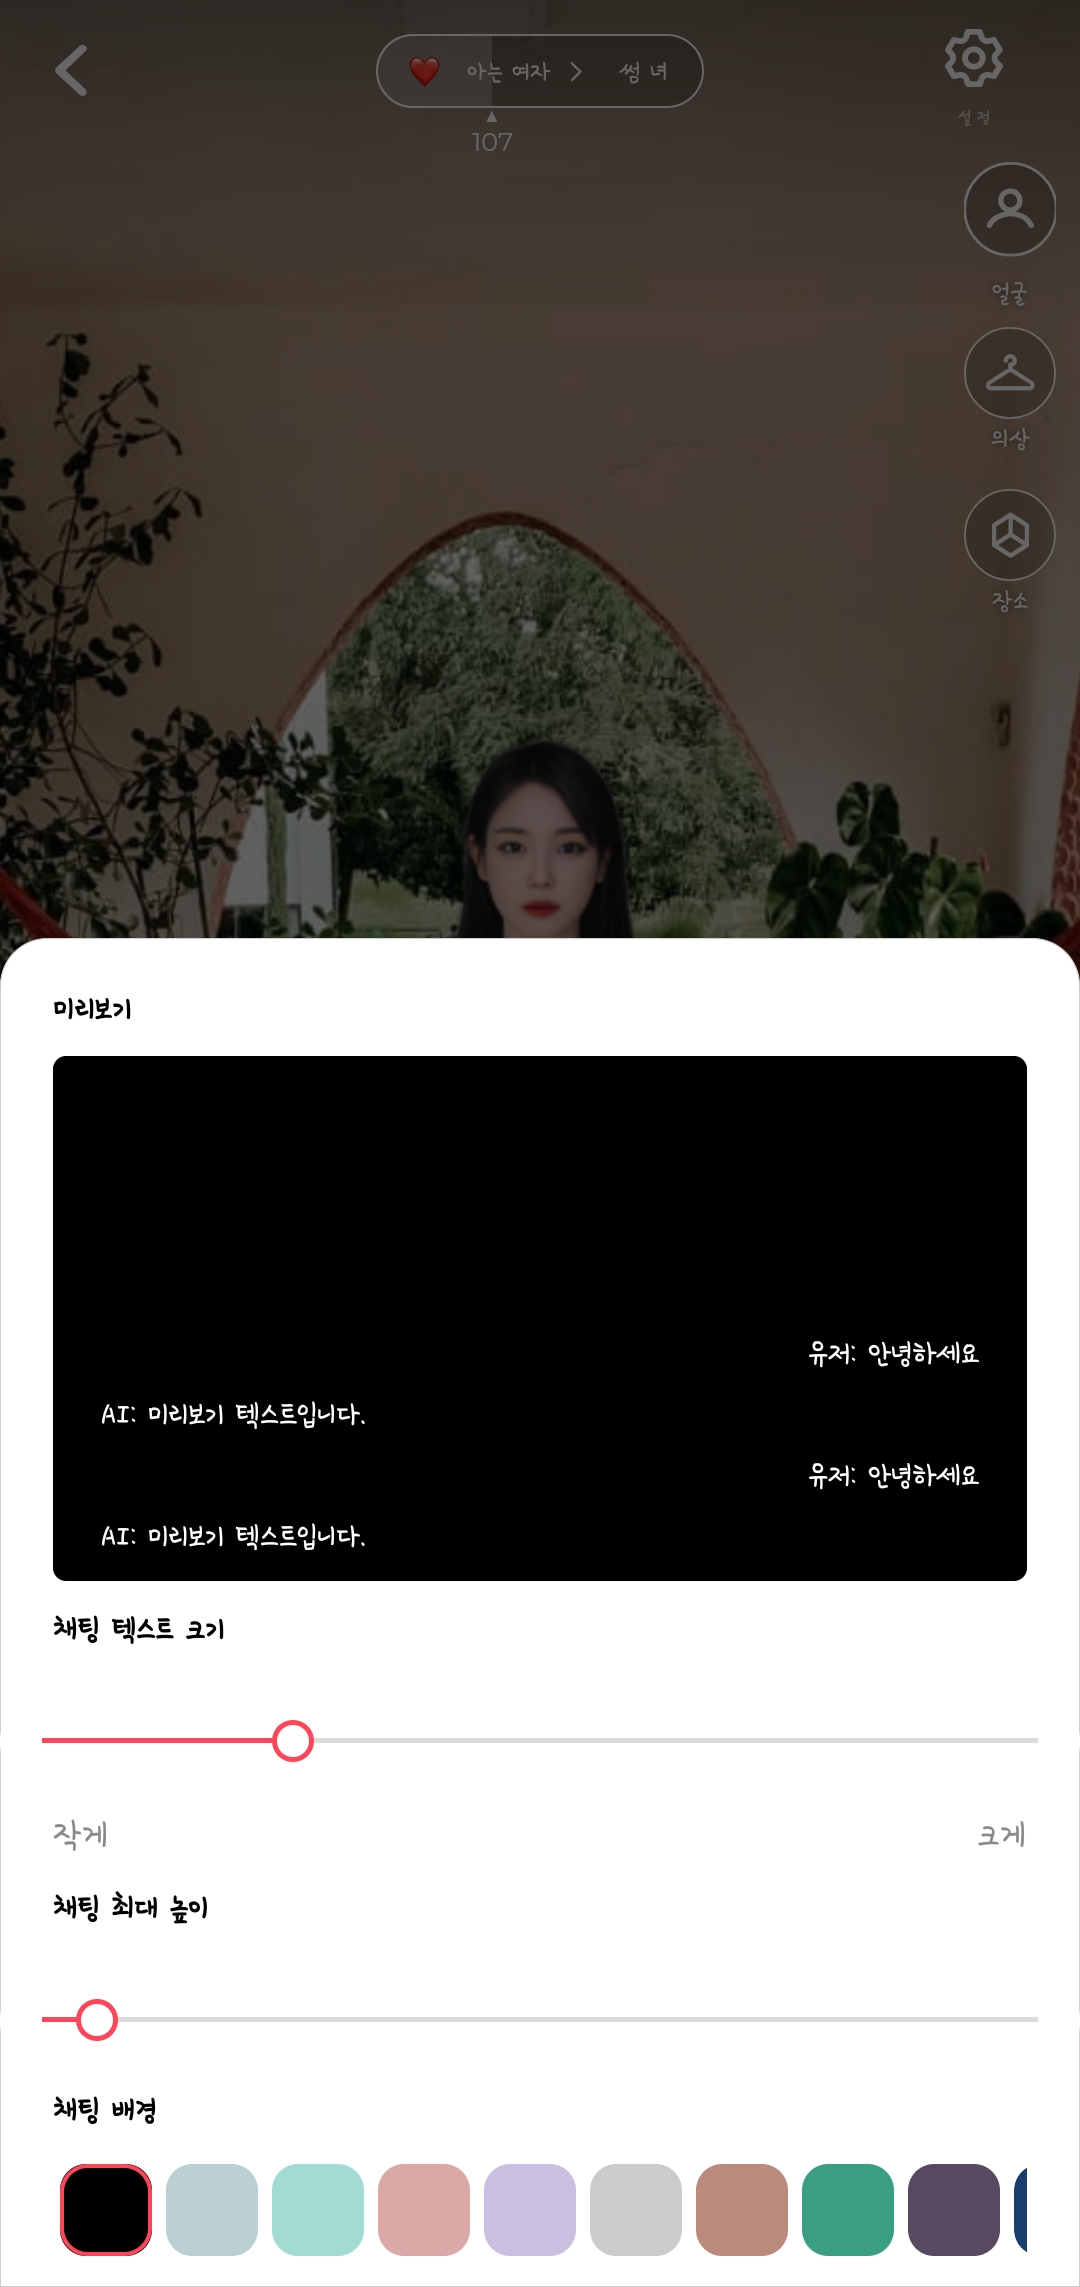 아는 여자 > 썸 녀
▲
107
설정
얼굴
의상
장소
미리보기
유저: 안녕하세요
AI: 미리보기 텍스트입니다.
유저: 안녕하세요
AI: 미리보기 텍스트입니다.
채팅 텍스트 크기
작게 크게
채팅 최대 높이
채팅 배경